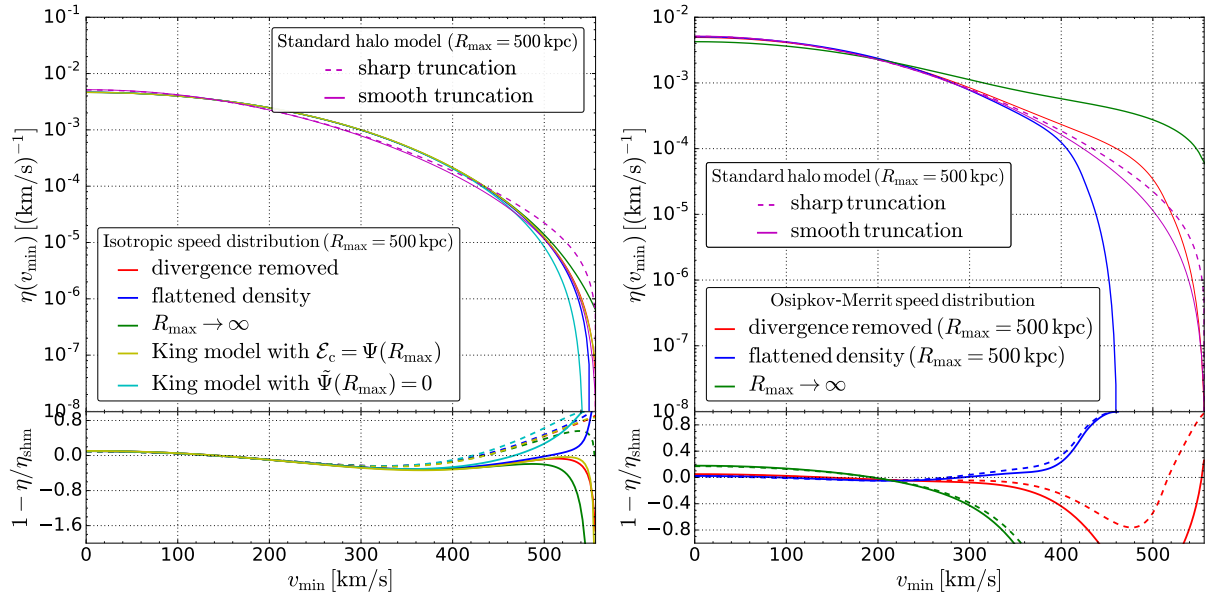 Standard halo model (R_max = 500 kpc)
sharp truncation
smooth truncation
10^-1
10^-2
10^-3
10^-4
10^-5
10^-6
10^-7
10^-8
η(v_min) [(km/s)^-1]
Isotropic speed distribution (R_max = 500 kpc)
divergence removed
flattened density
R_max → ∞
King model with ℰ_c = Ψ(R_max)
King model with Ψ̃(R_max) = 0
0.8
0.0
−0.8
−1.6
1 − η/η_shm
0 100 200 300 400 500
v_min [km/s]
10^-2
10^-3
10^-4
10^-5
10^-6
10^-7
10^-8
η(v_min) [(km/s)^-1]
Standard halo model (R_max = 500 kpc)
sharp truncation
smooth truncation
Osipkov-Merrit speed distribution
divergence removed (R_max = 500 kpc)
flattened density (R_max = 500 kpc)
R_max → ∞
0.8
0.4
0.0
−0.4
−0.8
1 − η/η_shm
0 100 200 300 400 500
v_min [km/s]